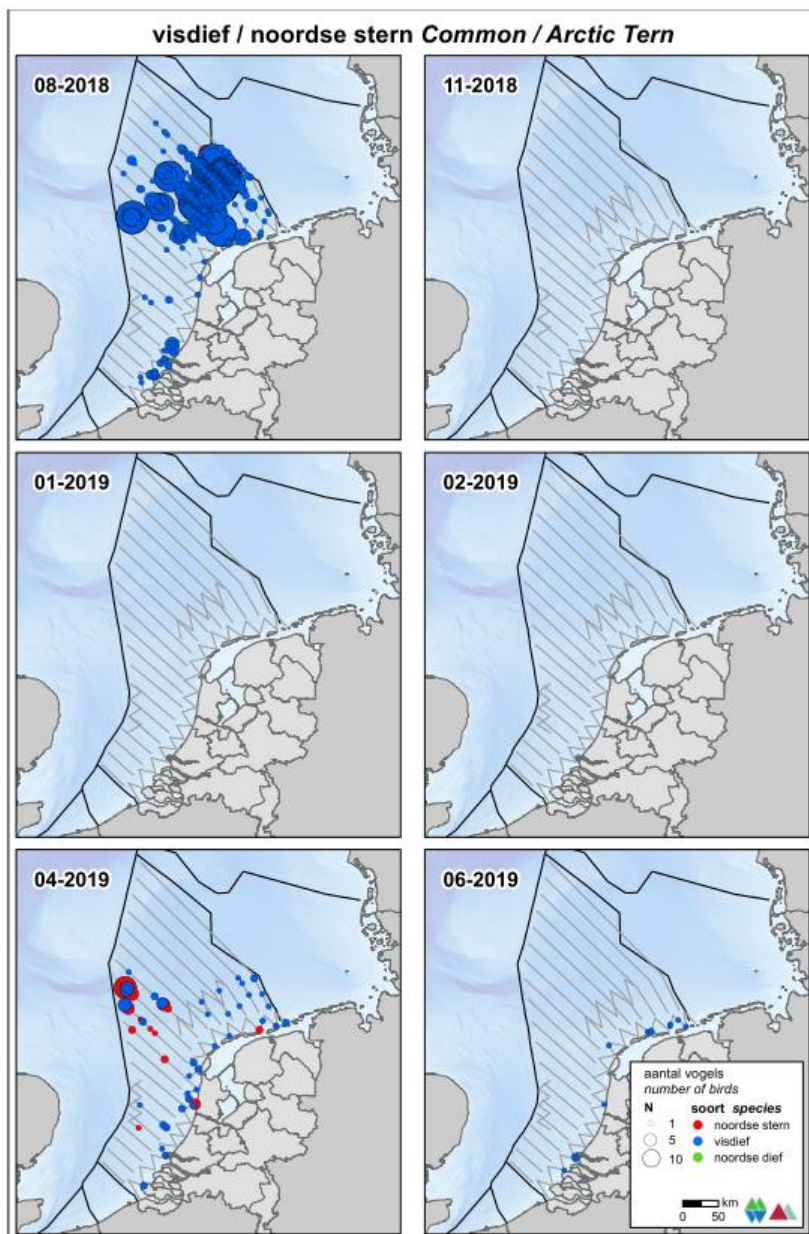 visdief / noordse stern Common / Arctic Tern
08-2018
11-2018
01-2019
02-2019
04-2019
06-2019
aantal vogels
number of birds
N soort species
1 noordse stern
5 visdief
10 noordse dief
km
0 50